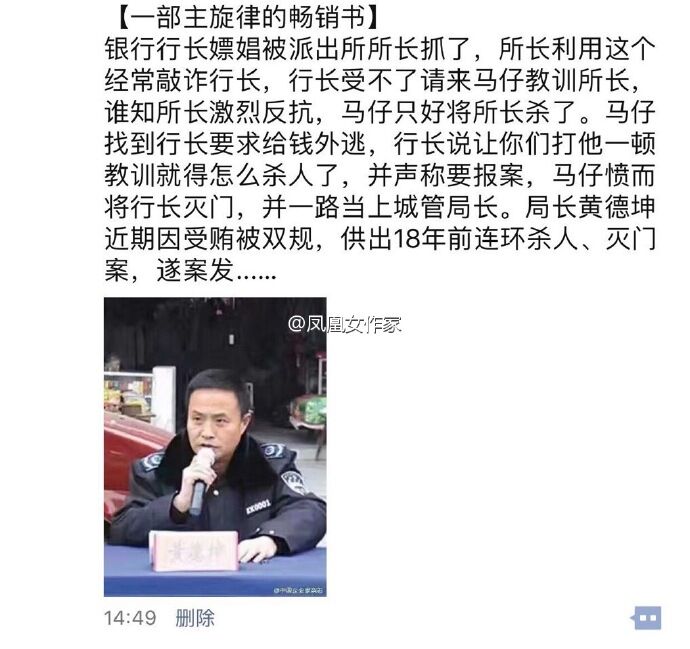 【一部主旋律的畅销书】
银行行长嫖娼被派出所所长抓了，所长利用这个
经常敲诈行长，行长受不了请来马仔教训所长，
谁知所长激烈反抗，马仔只好将所长杀了。马仔
找到行长要求给钱外逃，行长说让你们打他一顿
教训就得怎么杀人了，并声称要报案，马仔愤而
将行长灭门，并一路当上城管局长。局长黄德坤
近期因受贿被双规，供出18年前连环杀人、灭门
案，遂案发......
@凤凰女作家
KK0001
黄德坤
@中国企业家杂志
14:49 删除